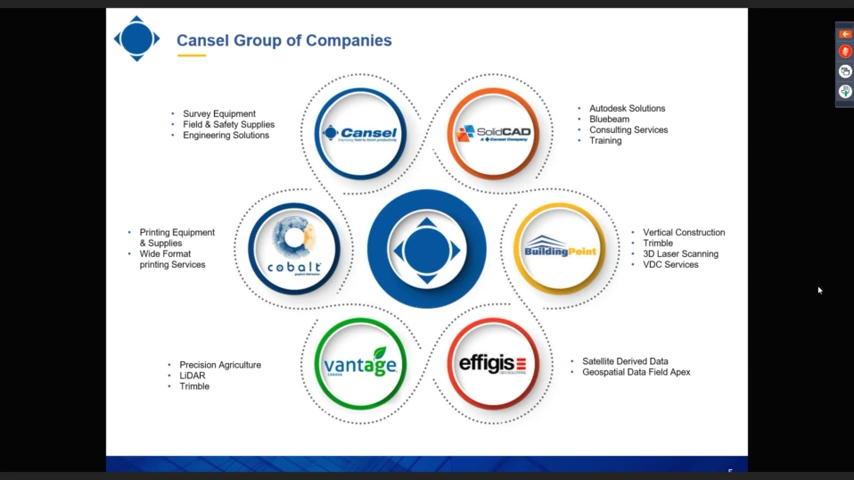 Cansel Group of Companies
• Survey Equipment
• Field & Safety Supplies
• Engineering Solutions
Cansel
SolidCAD
A Cansel Company
• Autodesk Solutions
• Bluebeam
• Consulting Services
• Training
• Printing Equipment
& Supplies
• Wide Format
printing Services
cobalt
BuildingPoint
• Vertical Construction
• Trimble
• 3D Laser Scanning
• VDC Services
• Precision Agriculture
• LiDAR
• Trimble
vantage
CANADA
effigis
• Satellite Derived Data
• Geospatial Data Field Apex
5